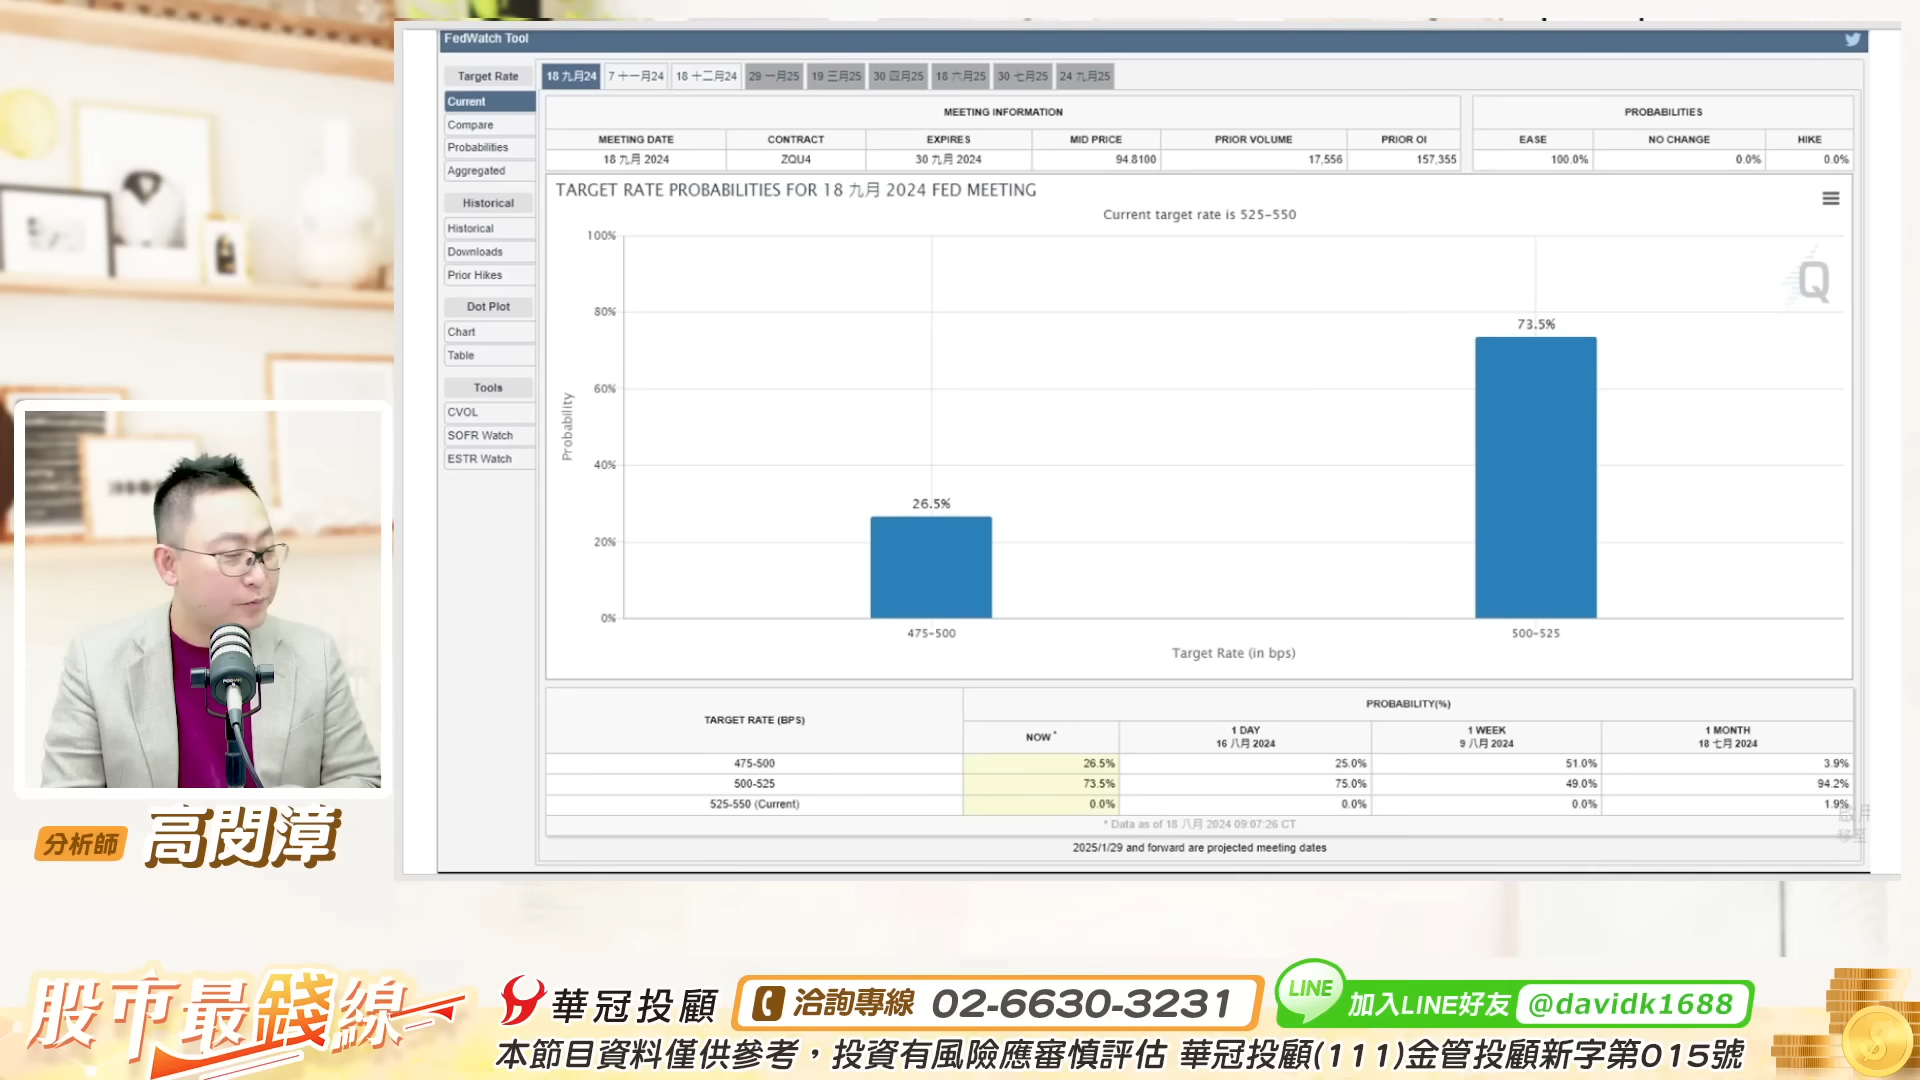 FedWatch Tool
Target Rate
Current
Compare
Probabilities
Aggregated
Historical
Historical
Downloads
Prior Hikes
Dot Plot
Chart
Table
Tools
CVOL
SOFR Watch
ESTR Watch
18 九月24 7 十一月24 18 十二月24 29 一月25 19 三月25 30 四月25 18 六月25 30 七月25 24 九月25
MEETING INFORMATION
MEETING DATE CONTRACT EXPIRES MID PRICE PRIOR VOLUME PRIOR OI
18 九月 2024 ZQU4 30 九月 2024 94.8100 17,556 157,355
PROBABILITIES
EASE NO CHANGE HIKE
100.0% 0.0% 0.0%
TARGET RATE PROBABILITIES FOR 18 九月 2024 FED MEETING
Current target rate is 525-550
100%
80%
60%
40%
20%
0%
Probability
26.5%
73.5%
475-500
500-525
Target Rate (in bps)
Q
TARGET RATE (BPS) PROBABILITY(%)
NOW * 1 DAY 16 八月 2024 1 WEEK 9 八月 2024 1 MONTH 18 七月 2024
475-500 26.5% 25.0% 51.0% 3.9%
500-525 73.5% 75.0% 49.0% 94.2%
525-550 (Current) 0.0% 0.0% 0.0% 1.9%
* Data as of 18 八月 2024 09:07:26 CT
2025/1/29 and forward are projected meeting dates
分析師 高閔漳
股市最錢線
華冠投顧 洽詢專線 02-6630-3231 LINE 加入LINE好友 @davidk1688
本節目資料僅供參考，投資有風險應審慎評估 華冠投顧(111)金管投顧新字第015號